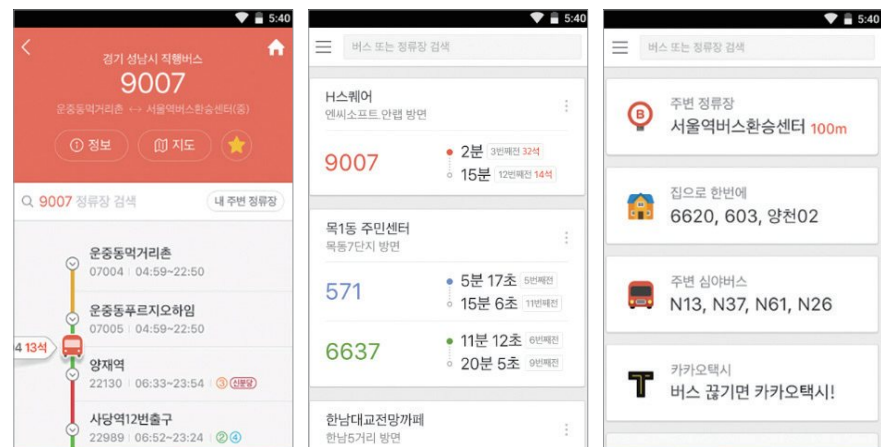 5:40
경기 성남시 직행버스
9007
운중동먹거리촌 ↔ 서울역버스환승센터(중)
정보
지도
9007 정류장 검색
내 주변 정류장
운중동먹거리촌
07004 | 04:59~22:50
운중동푸르지오하임
07005 | 04:59~22:50
04 13석
양재역
22130 | 06:33~23:54 | ③ 신분당
사당역12번출구
22989 | 06:52~23:24 | ② ④
5:40
버스 또는 정류장 검색
H스퀘어
엔씨소프트.안랩 방면
9007
2분 3번째전 32석
15분 12번째전 14석
목1동 주민센터
목동7단지 방면
571
5분 17초 5번째전
15분 6초 11번째전
6637
11분 12초 6번째전
20분 5초 9번째전
한남대교전망까페
한남5거리 방면
5:40
버스 또는 정류장 검색
B
주변 정류장
서울역버스환승센터 100m
집으로 한번에
6620, 603, 양천02
주변 심야버스
N13, N37, N61, N26
T
카카오택시
버스 끊기면 카카오택시!